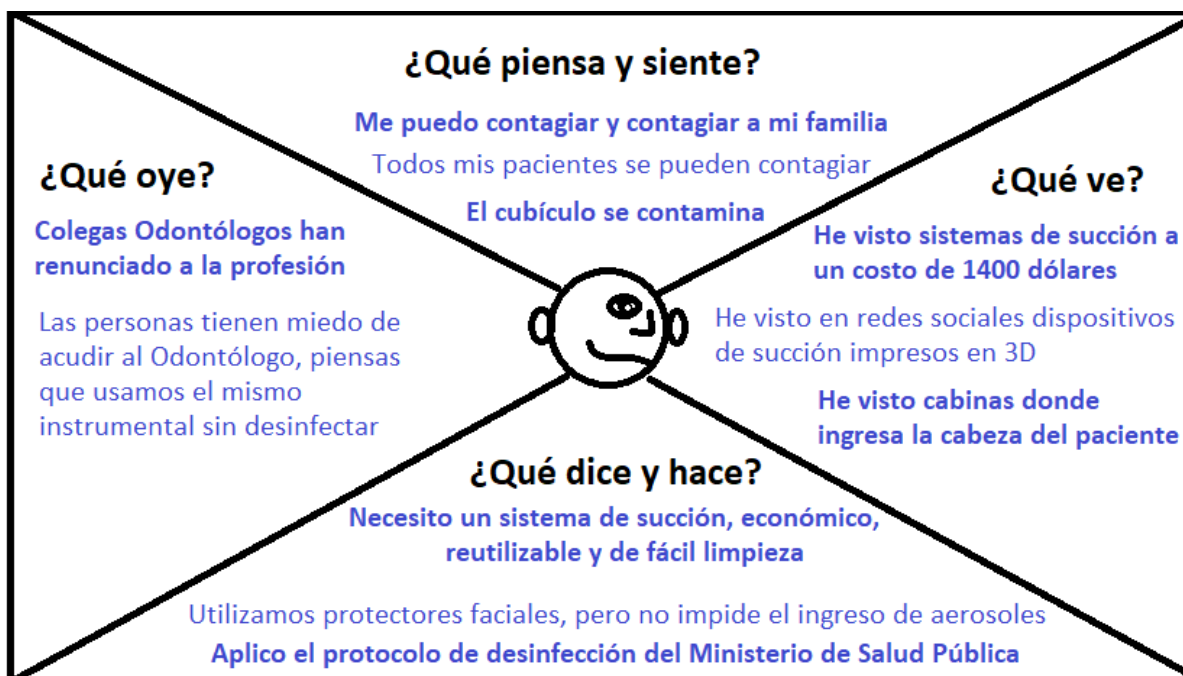 ¿Qué piensa y siente?
Me puedo contagiar y contagiar a mi familia
Todos mis pacientes se pueden contagiar
El cubículo se contamina
¿Qué oye?
Colegas Odontólogos han
renunciado a la profesión
Las personas tienen miedo de
acudir al Odontólogo, piensas
que usamos el mismo
instrumental sin desinfectar
¿Qué ve?
He visto sistemas de succión a
un costo de 1400 dólares
He visto en redes sociales dispositivos
de succión impresos en 3D
He visto cabinas donde
ingresa la cabeza del paciente
¿Qué dice y hace?
Necesito un sistema de succión, económico,
reutilizable y de fácil limpieza
Utilizamos protectores faciales, pero no impide el ingreso de aerosoles
Aplico el protocolo de desinfección del Ministerio de Salud Pública